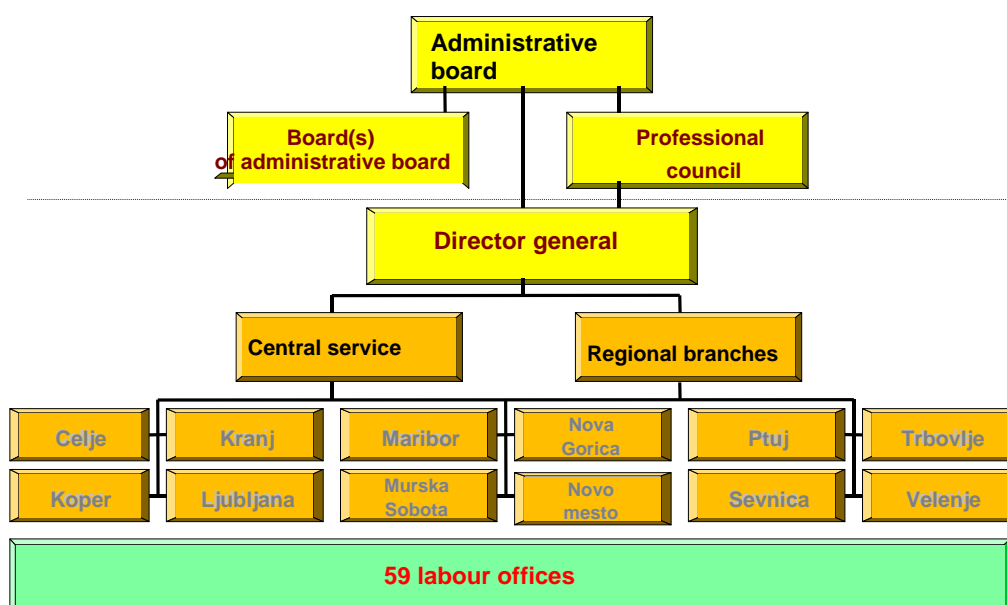 Administrative
board
Board(s)
of administrative board
Professional
council
Director general
Central service
Regional branches
Celje
Kranj
Maribor
Nova
Gorica
Ptuj
Trbovlje
Koper
Ljubljana
Murska
Sobota
Novo
mesto
Sevnica
Velenje
59 labour offices